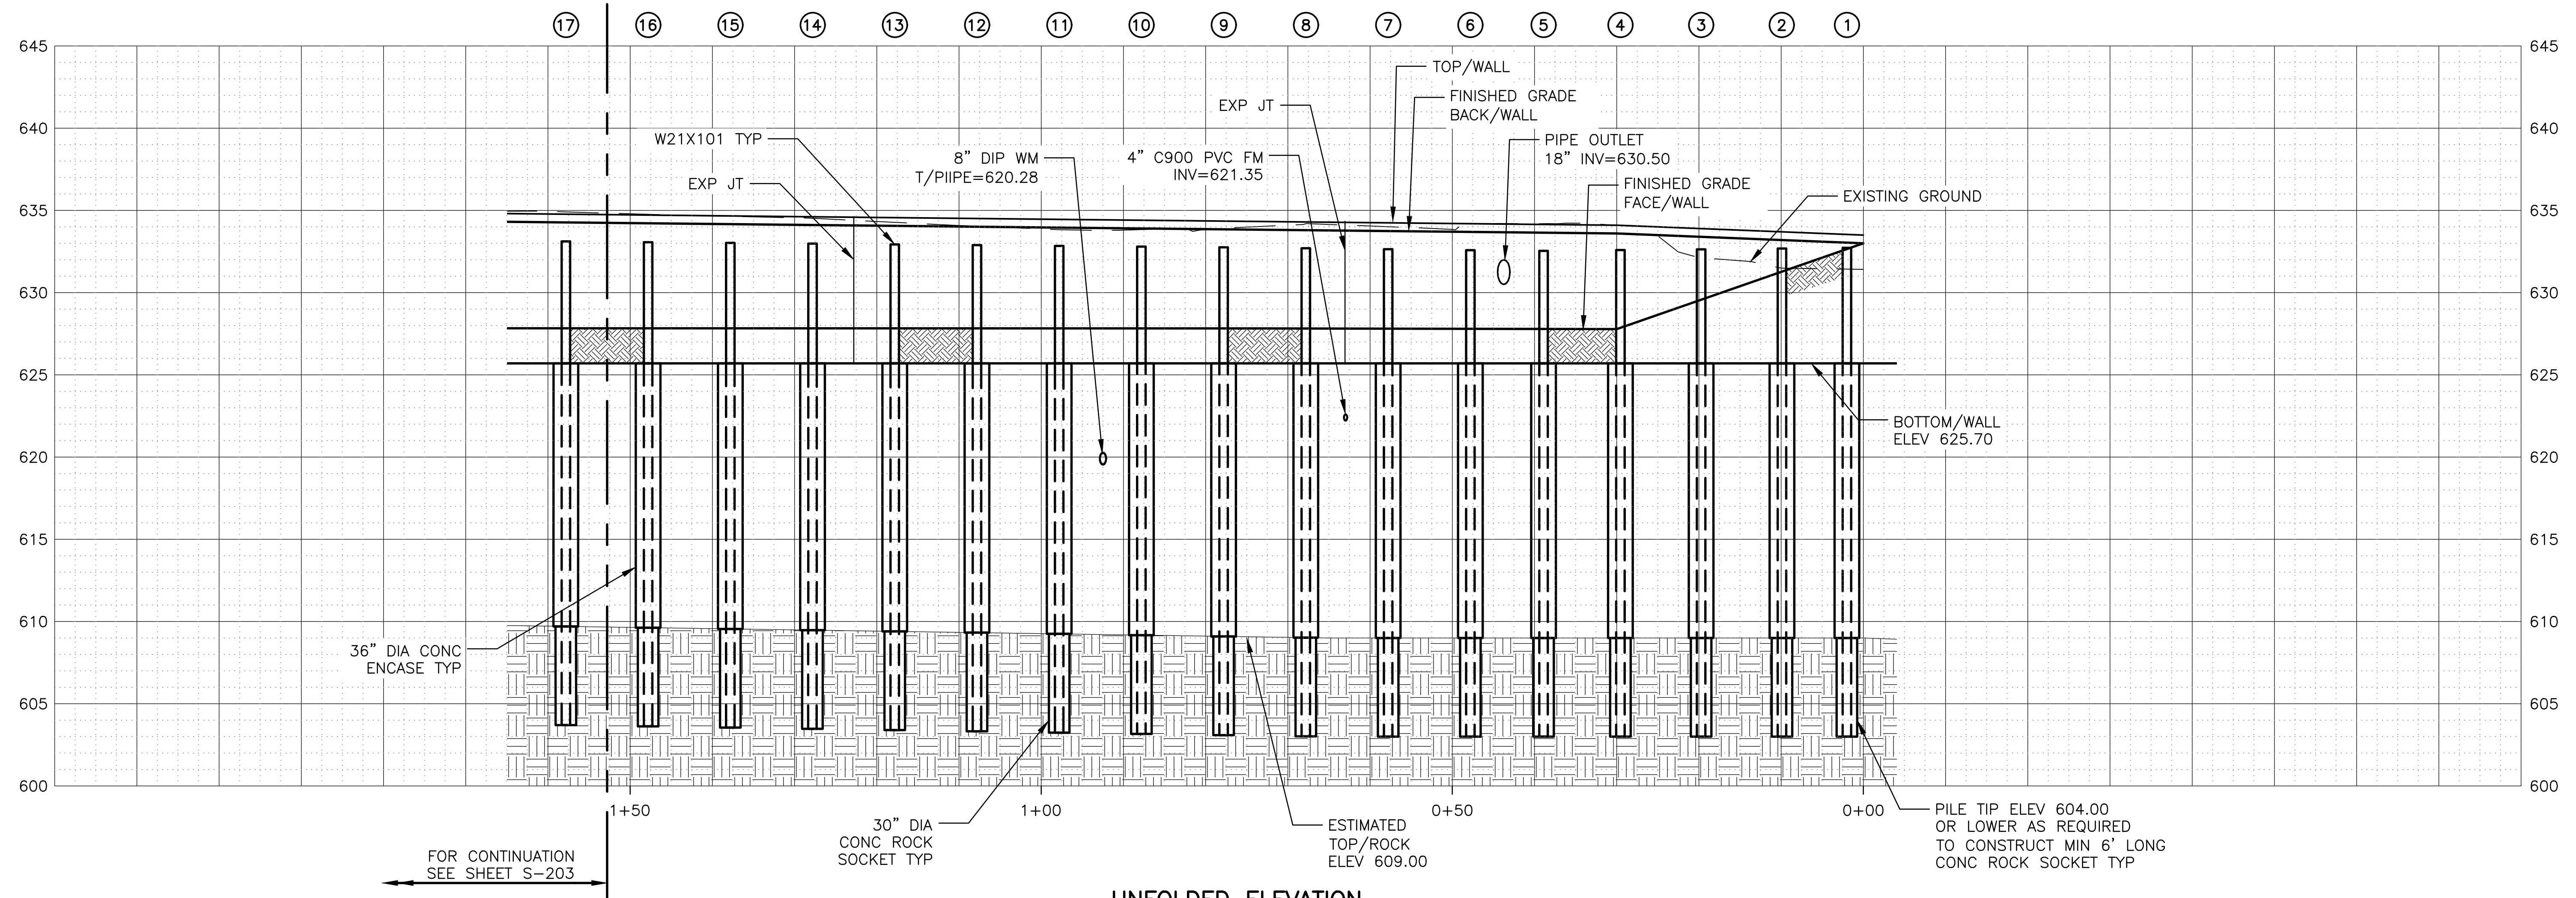 17 16 15 14 13 12 11 10 9 8 7 6 5 4 3 2 1
645 645
TOP/WALL
FINISHED GRADE
BACK/WALL
EXP JT
640 640
W21X101 TYP
PIPE OUTLET
18" INV=630.50
8" DIP WM
T/PIIPE=620.28
4" C900 PVC FM
INV=621.35
EXP JT
FINISHED GRADE
FACE/WALL
EXISTING GROUND
635 635
630 630
625 625
BOTTOM/WALL
ELEV 625.70
620 620
615 615
610 610
36" DIA CONC
ENCASE TYP
605 605
600 600
1+50 1+00 0+50 0+00
30" DIA
CONC ROCK
SOCKET TYP
ESTIMATED
TOP/ROCK
ELEV 609.00
PILE TIP ELEV 604.00
OR LOWER AS REQUIRED
TO CONSTRUCT MIN 6' LONG
CONC ROCK SOCKET TYP
FOR CONTINUATION
SEE SHEET S-203
UNFOLDED ELEVATION